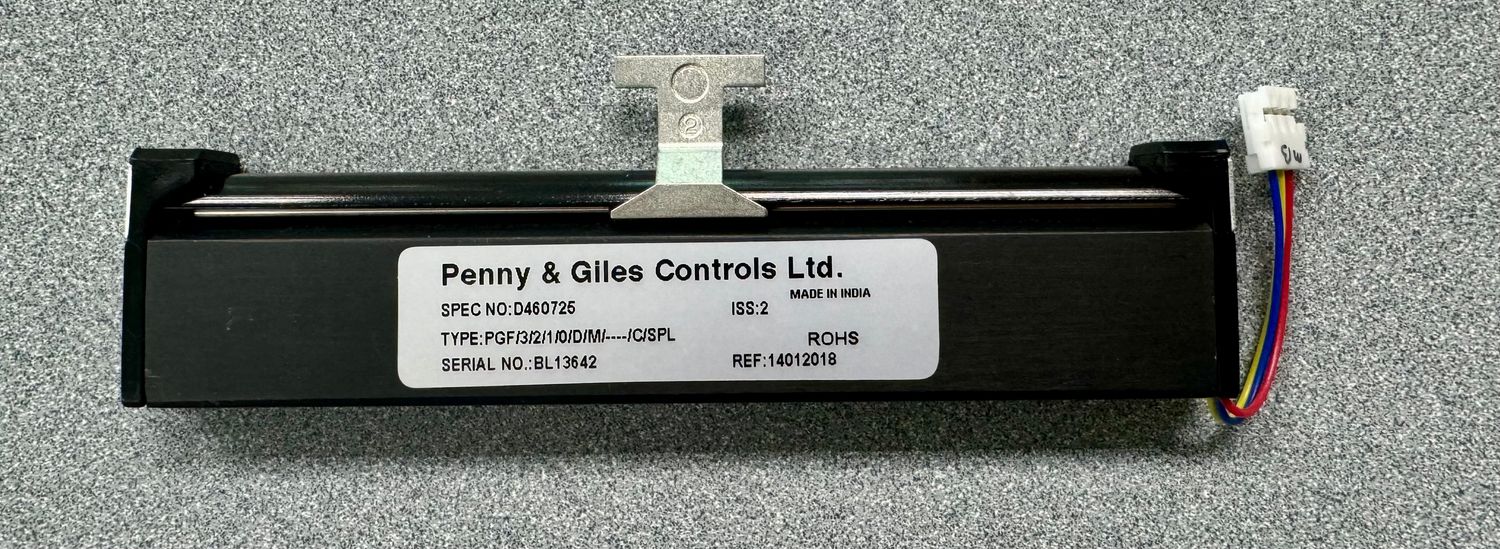 2
Penny & Giles Controls Ltd.
MADE IN INDIA
SPEC NO:D460725 ISS:2
TYPE:PGF/3/2/1/0/D/M/----/C/SPL ROHS
SERIAL NO.:BL13642 REF:14012018